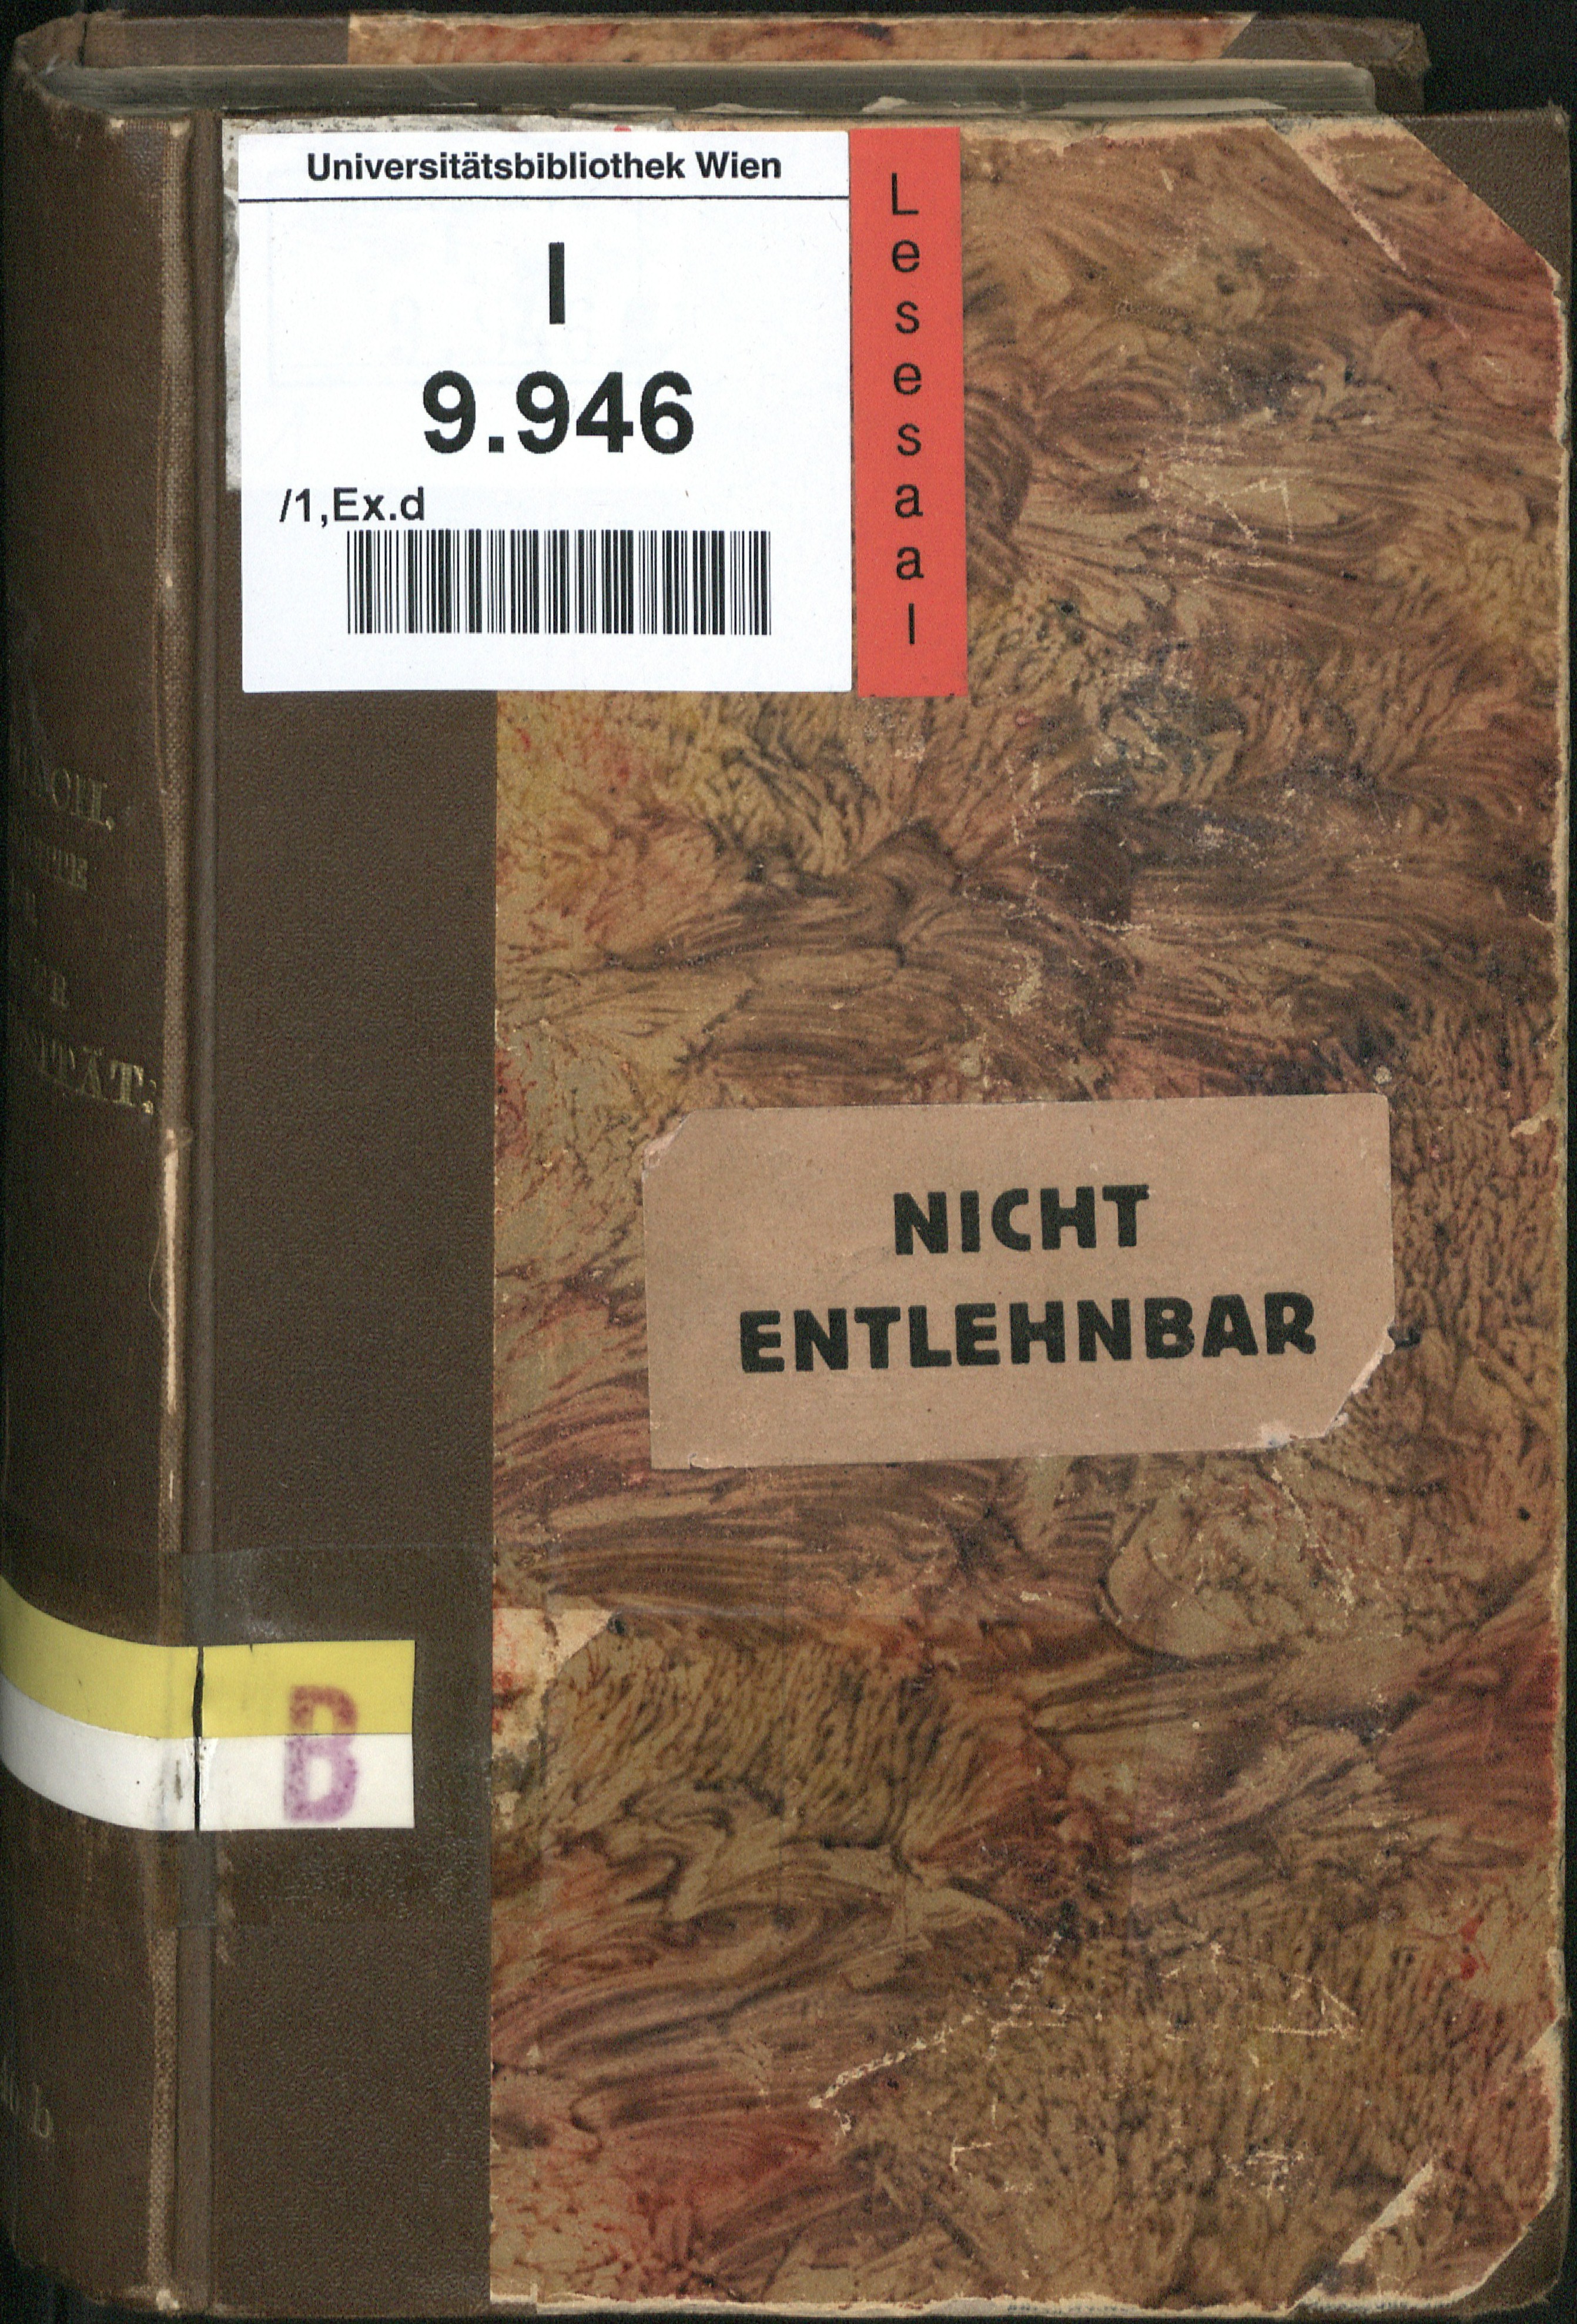 Universitätsbibliothek Wien
I
9.946
/1,Ex.d
Lesesaal
NICHT
ENTLEHNBAR
B